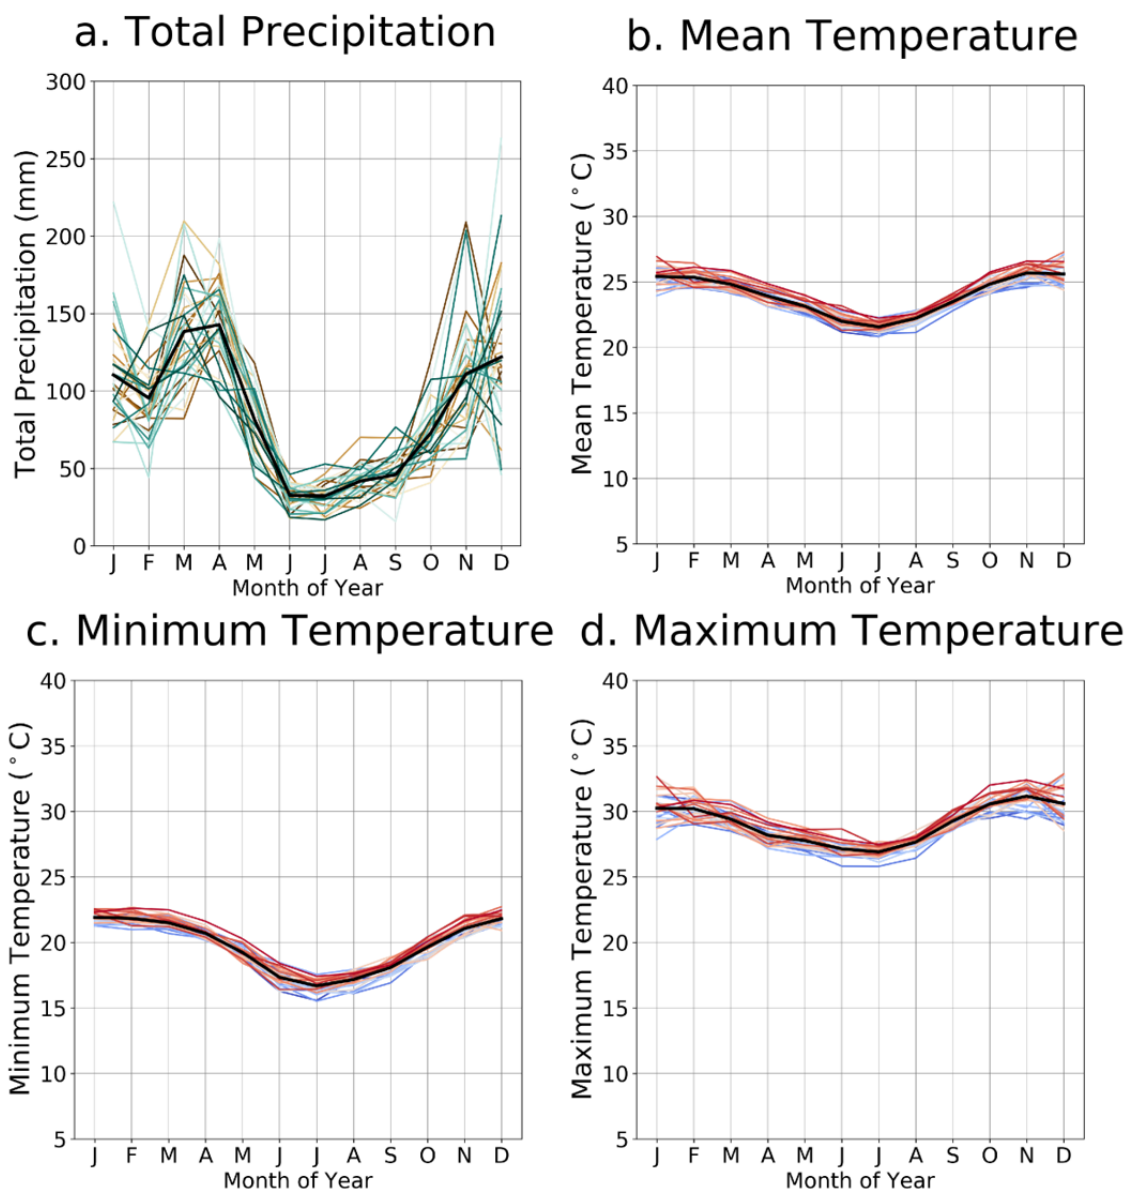 a. Total Precipitation
300
250
200
150
100
50
0
Total Precipitation (mm)
J F M A M J J A S O N D
Month of Year
b. Mean Temperature
40
35
30
25
20
15
10
5
Mean Temperature (°C)
J F M A M J J A S O N D
Month of Year
c. Minimum Temperature
40
35
30
25
20
15
10
5
Minimum Temperature (°C)
J F M A M J J A S O N D
Month of Year
d. Maximum Temperature
40
35
30
25
20
15
10
5
Maximum Temperature (°C)
J F M A M J J A S O N D
Month of Year